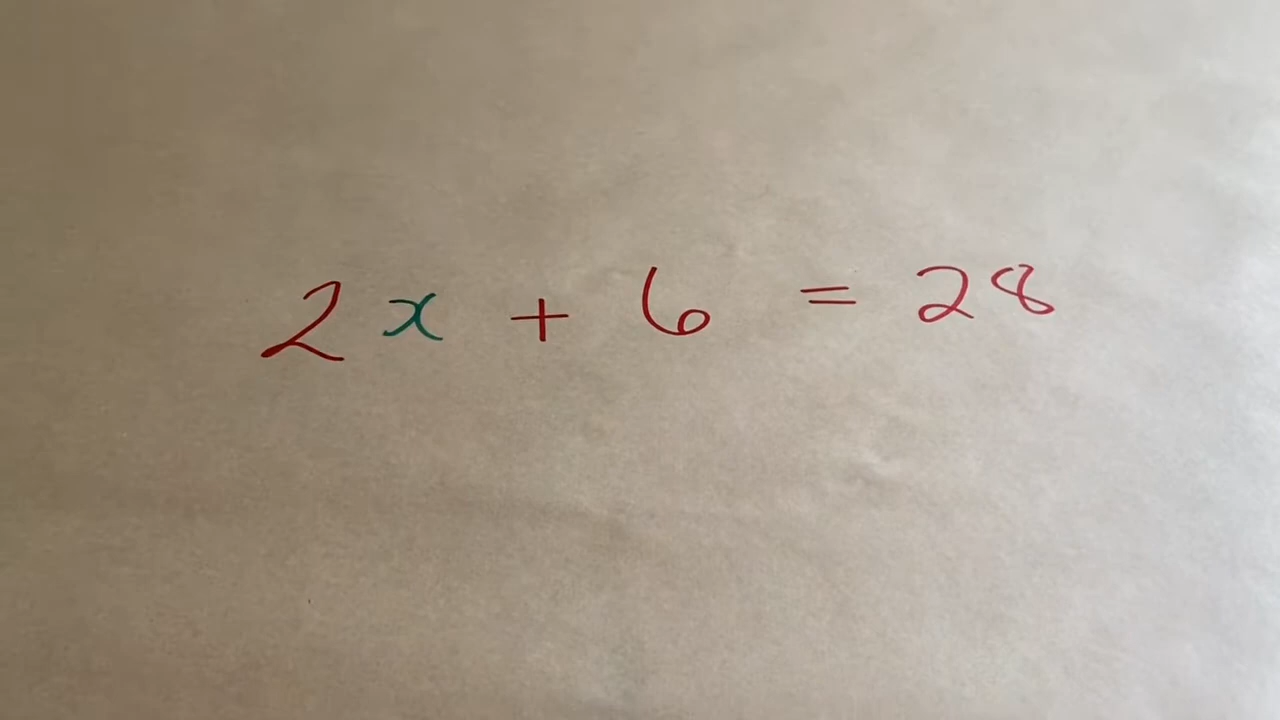 2x + 6 = 28